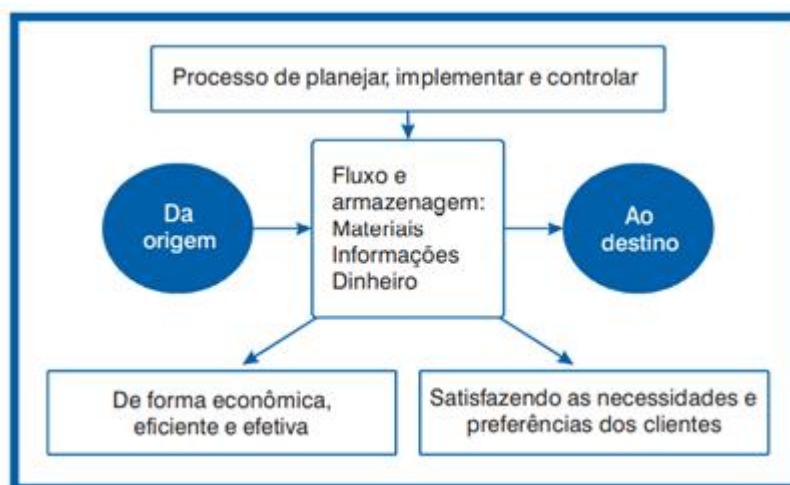 Processo de planejar, implementar e controlar
Da
origem
Fluxo e
armazenagem:
Materiais
Informações
Dinheiro
Ao
destino
De forma econômica,
eficiente e efetiva
Satisfazendo as necessidades e
preferências dos clientes